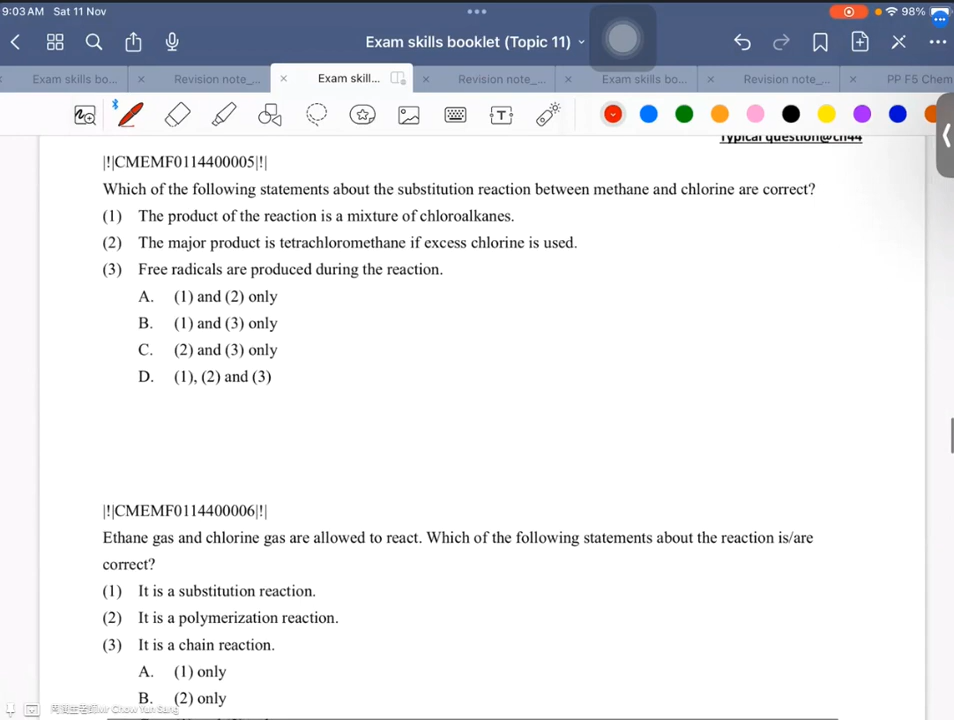 9:03 AM Sat 11 Nov
98%
Exam skills booklet (Topic 11)
Exam skills bo...
Revision note_...
Exam skill...
Revision note_...
Exam skills bo...
Revision note_...
PP F5 Chem
T
Typical question@ch44
|!|CMEMF0114400005|!|
Which of the following statements about the substitution reaction between methane and chlorine are correct?
(1) The product of the reaction is a mixture of chloroalkanes.
(2) The major product is tetrachloromethane if excess chlorine is used.
(3) Free radicals are produced during the reaction.
A. (1) and (2) only
B. (1) and (3) only
C. (2) and (3) only
D. (1), (2) and (3)
|!|CMEMF0114400006|!|
Ethane gas and chlorine gas are allowed to react. Which of the following statements about the reaction is/are
correct?
(1) It is a substitution reaction.
(2) It is a polymerization reaction.
(3) It is a chain reaction.
A. (1) only
B. (2) only
Mr Chow Yun Sang